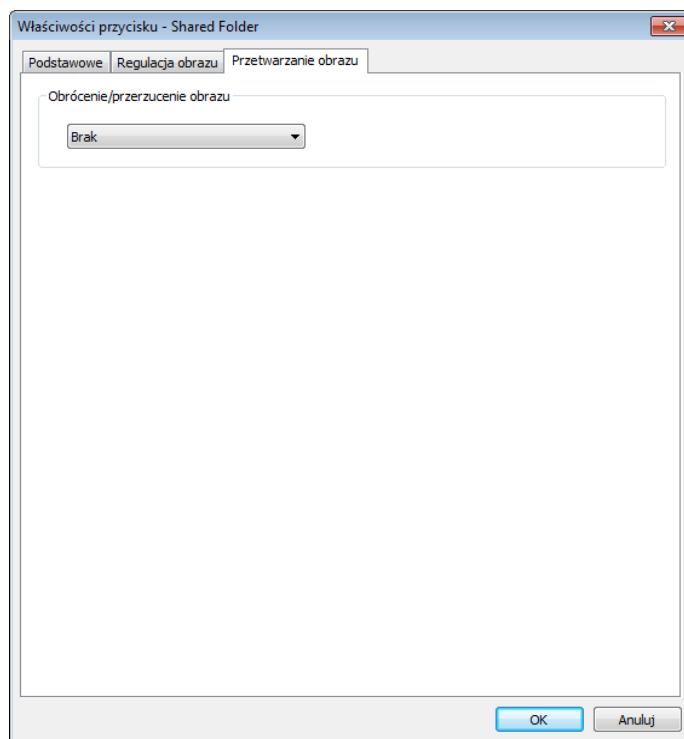 Właściwości przycisku - Shared Folder
Podstawowe Regulacja obrazu Przetwarzanie obrazu
Obrócenie/przerzucenie obrazu
Brak
OK Anuluj